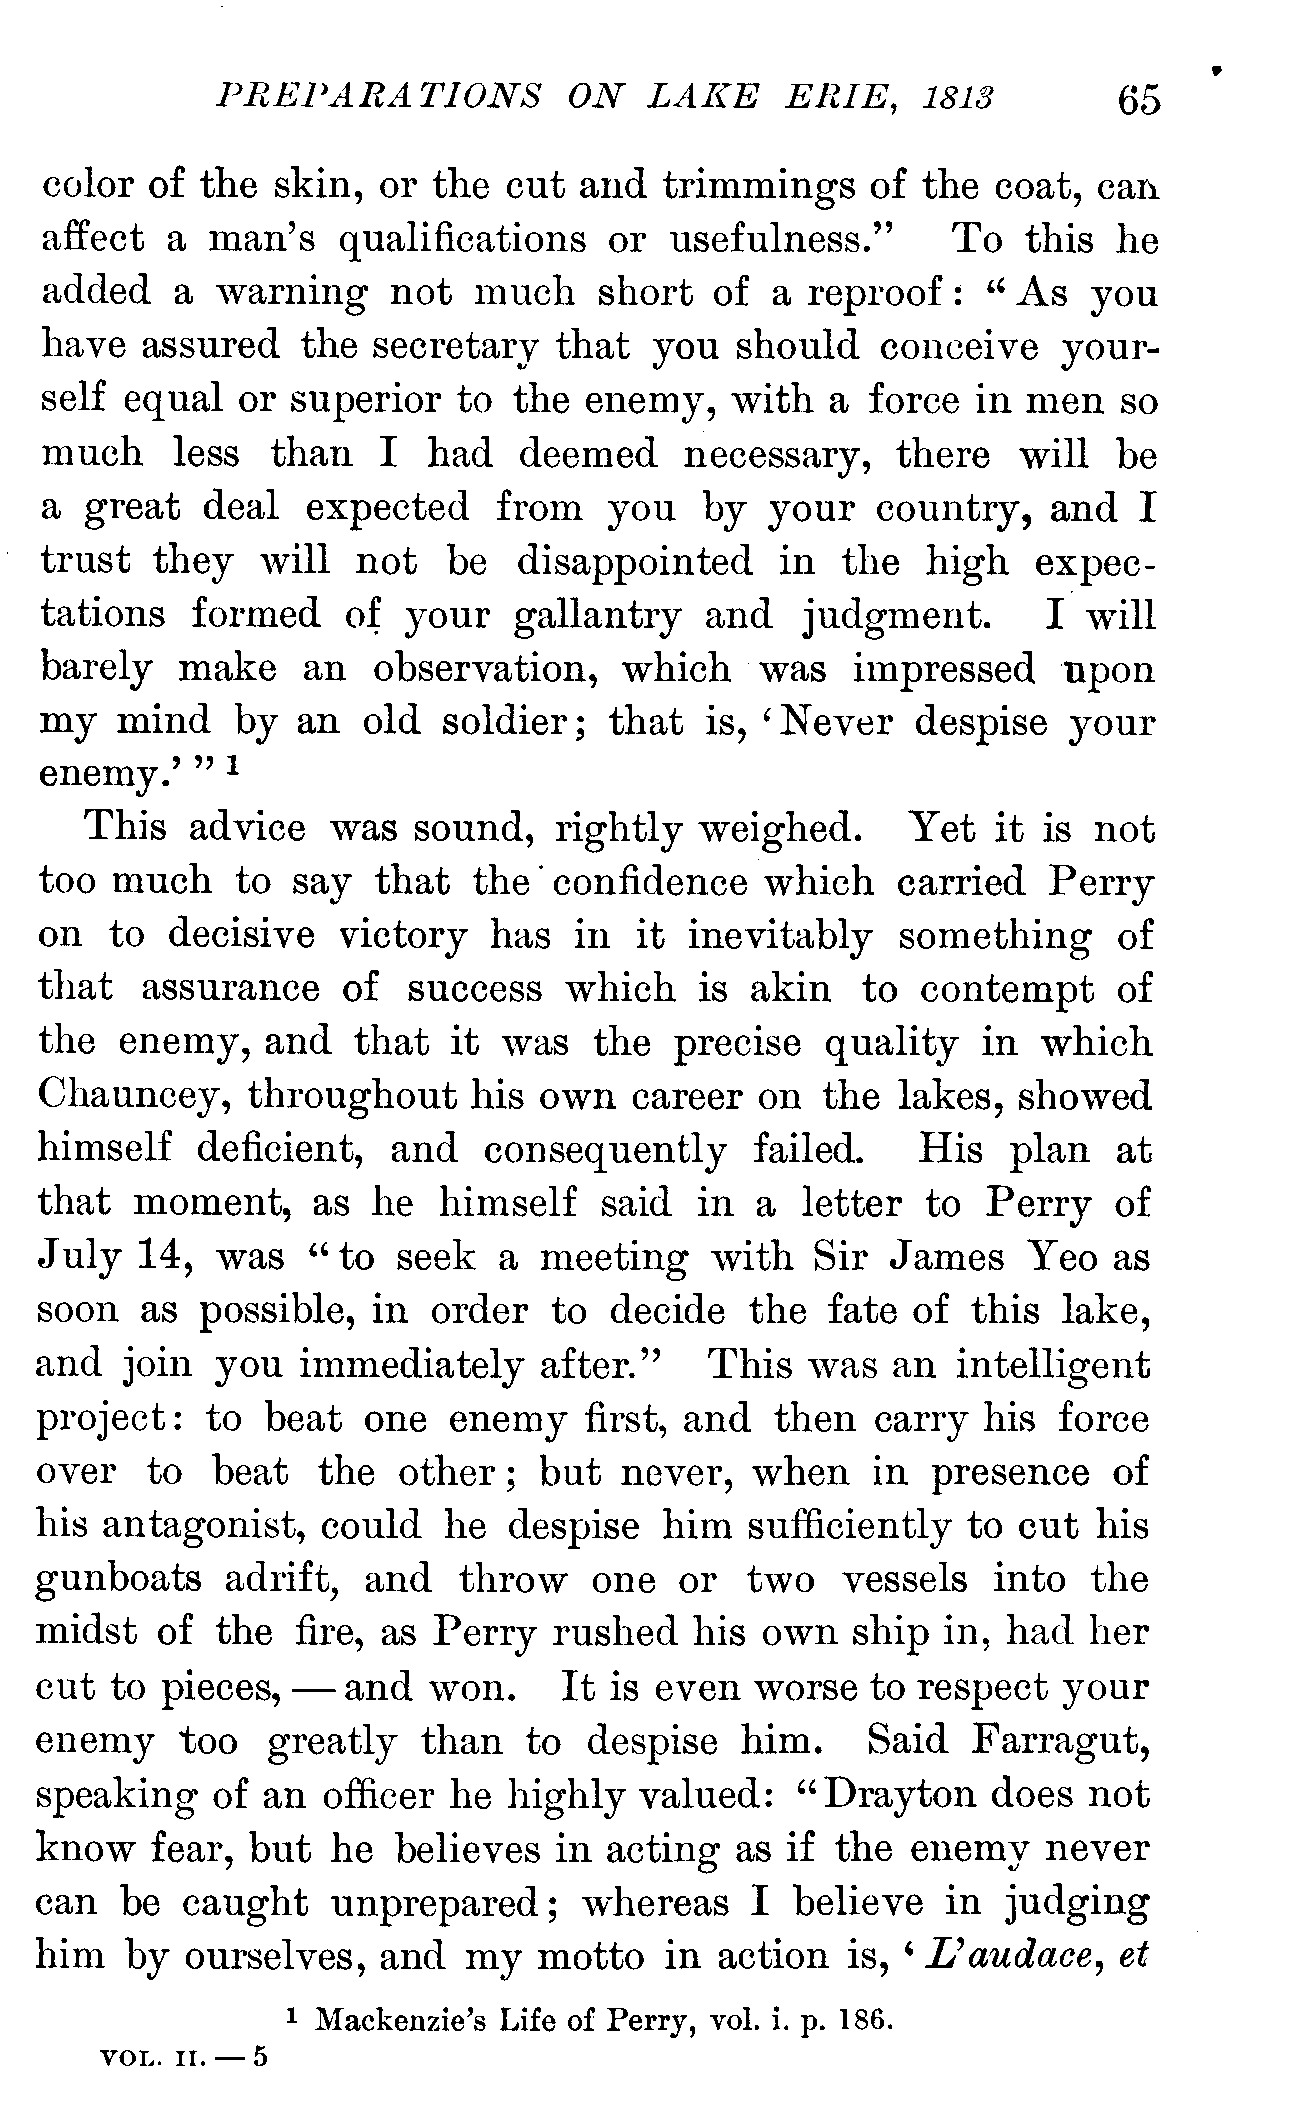 PREPARATIONS ON LAKE ERIE, 1813 65
color of the skin, or the cut and trimmings of the coat, can
affect a man's qualifications or usefulness." To this he
added a warning not much short of a reproof: "As you
have assured the secretary that you should conceive your-
self equal or superior to the enemy, with a force in men so
much less than I had deemed necessary, there will be
a great deal expected from you by your country, and I
trust they will not be disappointed in the high expec-
tations formed of your gallantry and judgment. I will
barely make an observation, which was impressed upon
my mind by an old soldier; that is, 'Never despise your
enemy.'" 1
This advice was sound, rightly weighed. Yet it is not
too much to say that the confidence which carried Perry
on to decisive victory has in it inevitably something of
that assurance of success which is akin to contempt of
the enemy, and that it was the precise quality in which
Chauncey, throughout his own career on the lakes, showed
himself deficient, and consequently failed. His plan at
that moment, as he himself said in a letter to Perry of
July 14, was "to seek a meeting with Sir James Yeo as
soon as possible, in order to decide the fate of this lake,
and join you immediately after." This was an intelligent
project: to beat one enemy first, and then carry his force
over to beat the other; but never, when in presence of
his antagonist, could he despise him sufficiently to cut his
gunboats adrift, and throw one or two vessels into the
midst of the fire, as Perry rushed his own ship in, had her
cut to pieces, — and won. It is even worse to respect your
enemy too greatly than to despise him. Said Farragut,
speaking of an officer he highly valued: "Drayton does not
know fear, but he believes in acting as if the enemy never
can be caught unprepared; whereas I believe in judging
him by ourselves, and my motto in action is, 'L'audace, et
1 Mackenzie's Life of Perry, vol. i. p. 186.
VOL. II. — 5